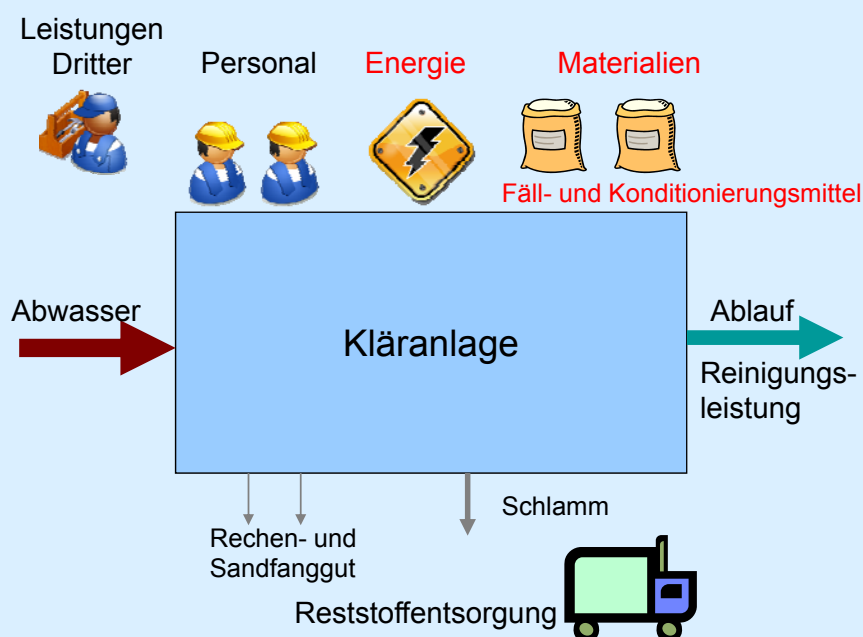 Leistungen
Dritter
Personal
Energie
Materialien
Fäll- und Konditionierungsmittel
Abwasser
Kläranlage
Ablauf
Reinigungs-
leistung
Schlamm
Rechen- und
Sandfanggut
Reststoffentsorgung